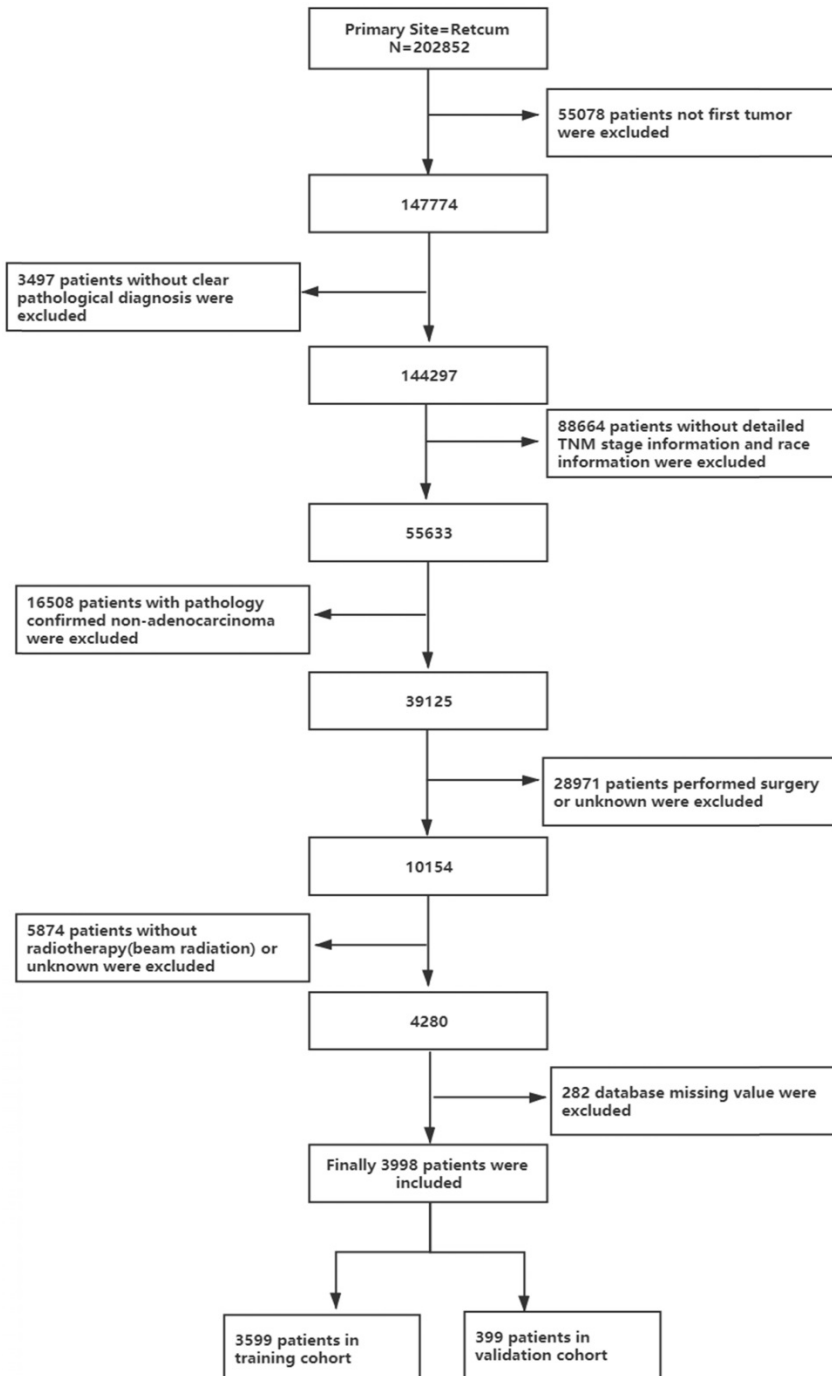 Primary Site=Retcum
N=202852
55078 patients not first tumor
were excluded
147774
3497 patients without clear
pathological diagnosis were
excluded
144297
88664 patients without detailed
TNM stage information and race
information were excluded
55633
16508 patients with pathology
confirmed non-adenocarcinoma
were excluded
39125
28971 patients performed surgery
or unknown were excluded
10154
5874 patients without
radiotherapy(beam radiation) or
unknown were excluded
4280
282 database missing value were
excluded
Finally 3998 patients were
included
3599 patients in
training cohort
399 patients in
validation cohort